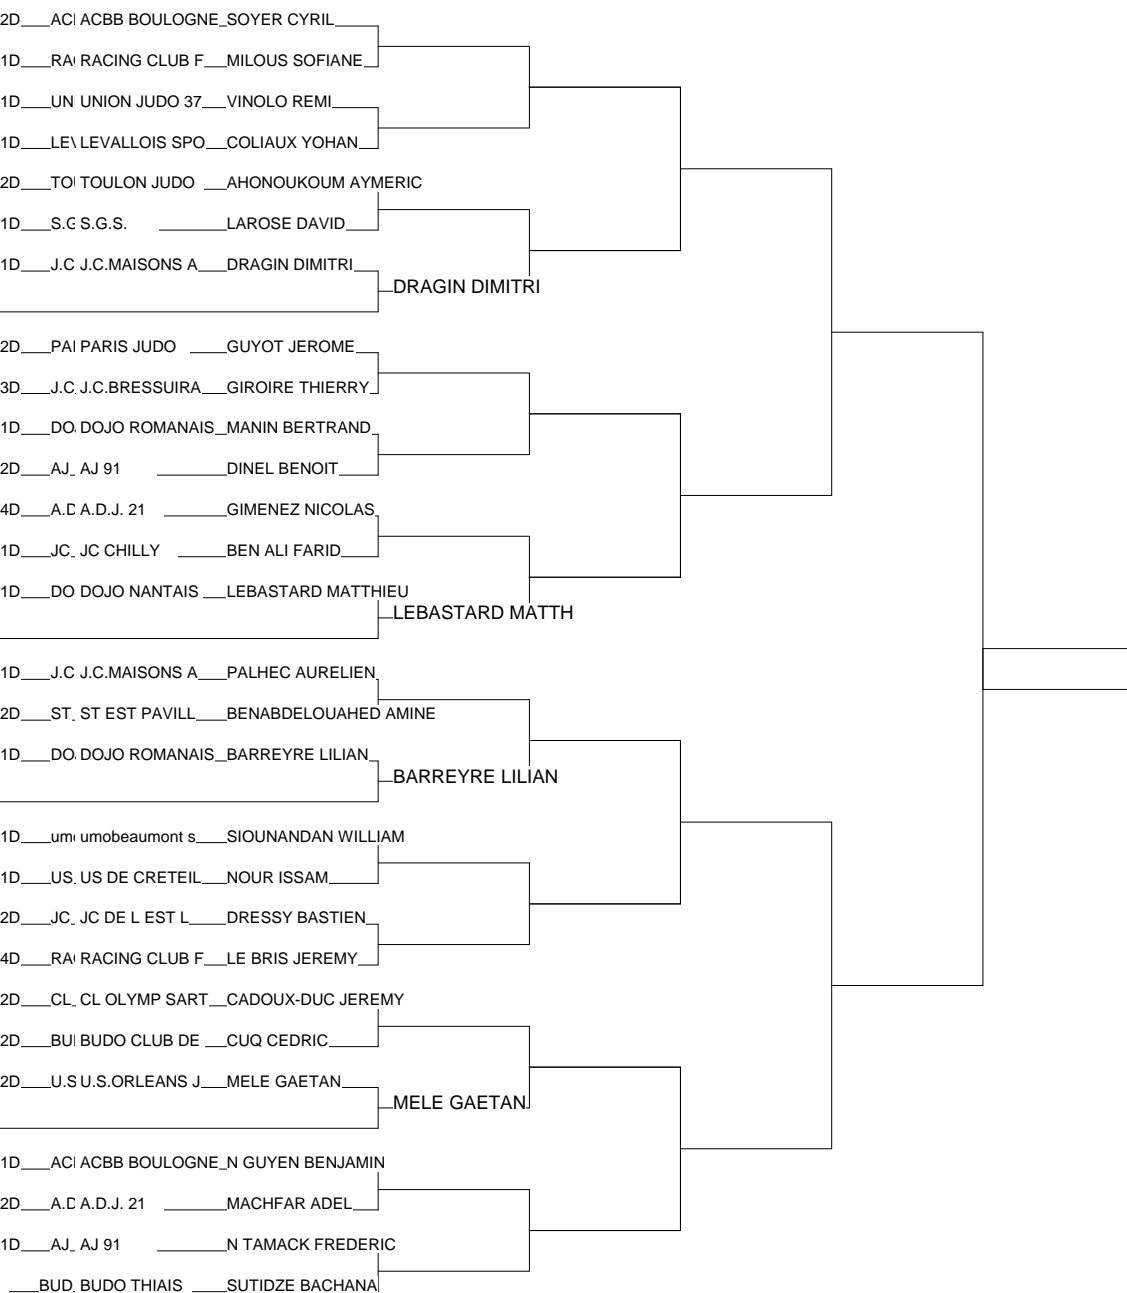 2D ACI ACBB BOULOGNE SOYER CYRIL
1D RA RACING CLUB F MILOUS SOFIANE
1D UN UNION JUDO 37 VINOLO REMI
1D LEV LEVALLOIS SPO COLIAUX YOHAN
2D TO TOULON JUDO AHONOUKOUM AYMERIC
1D S.G S.G.S. LAROSE DAVID
1D J.C J.C.MAISONS A DRAGIN DIMITRI
DRAGIN DIMITRI
2D PA PARIS JUDO GUYOT JEROME
3D J.C. J.C.BRESSUIRA GIROIRE THIERRY
1D DO DOJO ROMANAIS MANIN BERTRAND
2D AJ AJ 91 DINEL BENOIT
4D A.D A.D.J. 21 GIMENEZ NICOLAS
1D JC JC CHILLY BEN ALI FARID
1D DO DOJO NANTAIS LEBASTARD MATTHIEU
LEBASTARD MATTH
1D J.C J.C.MAISONS A PALHEC AURELIEN
2D ST ST EST PAVILL BENABDELOUAHED AMINE
1D DO DOJO ROMANAIS BARREYRE LILIAN
BARREYRE LILIAN
1D um umobeaumont s SIOUNANDAN WILLIAM
1D US US DE CRETEIL NOUR ISSAM
2D JC JC DE L EST L DRESSY BASTIEN
4D RA RACING CLUB F LE BRIS JEREMY
2D CL CL OLYMP SART CADOUX-DUC JEREMY
2D BU BUDO CLUB DE CUQ CEDRIC
2D U.S U.S.ORLEANS J MELE GAETAN
MELE GAETAN
1D AC ACBB BOULOGNE N GUYEN BENJAMIN
2D A.D A.D.J. 21 MACHFAR ADEL
1D AJ AJ 91 N TAMACK FREDERIC
BUD BUDO THIAIS SUTIDZE BACHANA